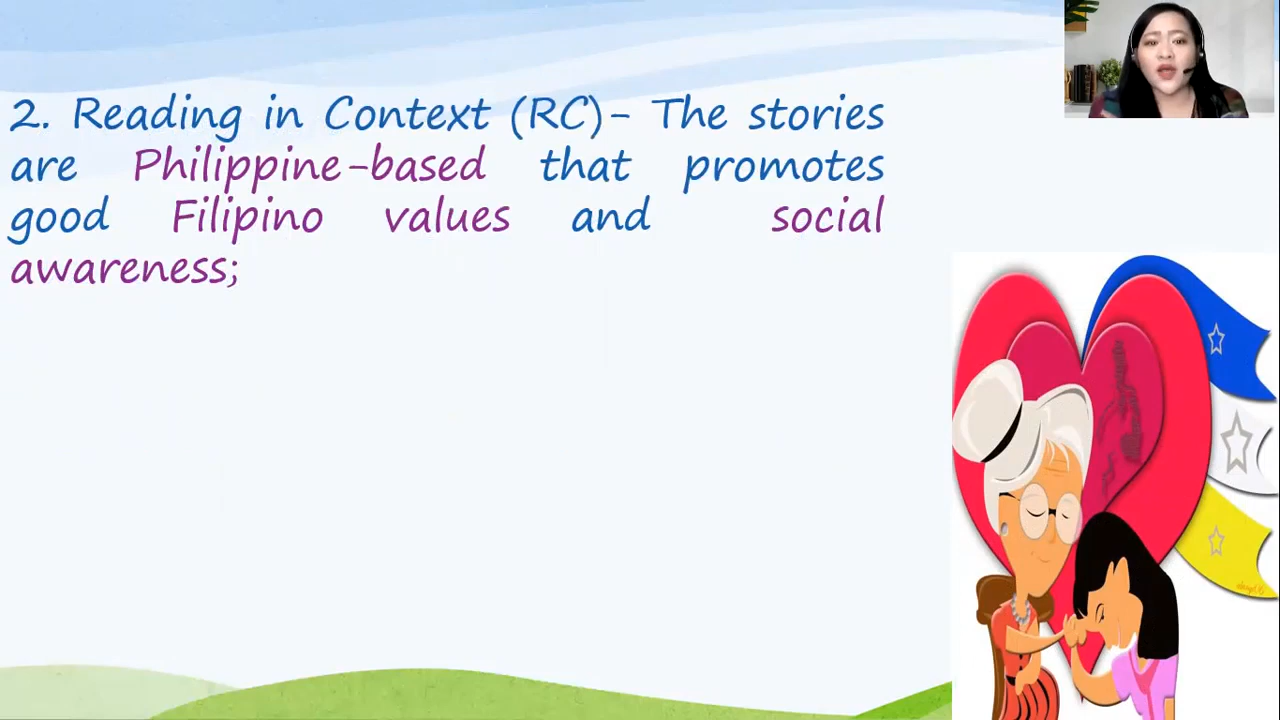 2. Reading in Context (RC)- The stories
are Philippine-based that promotes
good Filipino values and social
awareness;